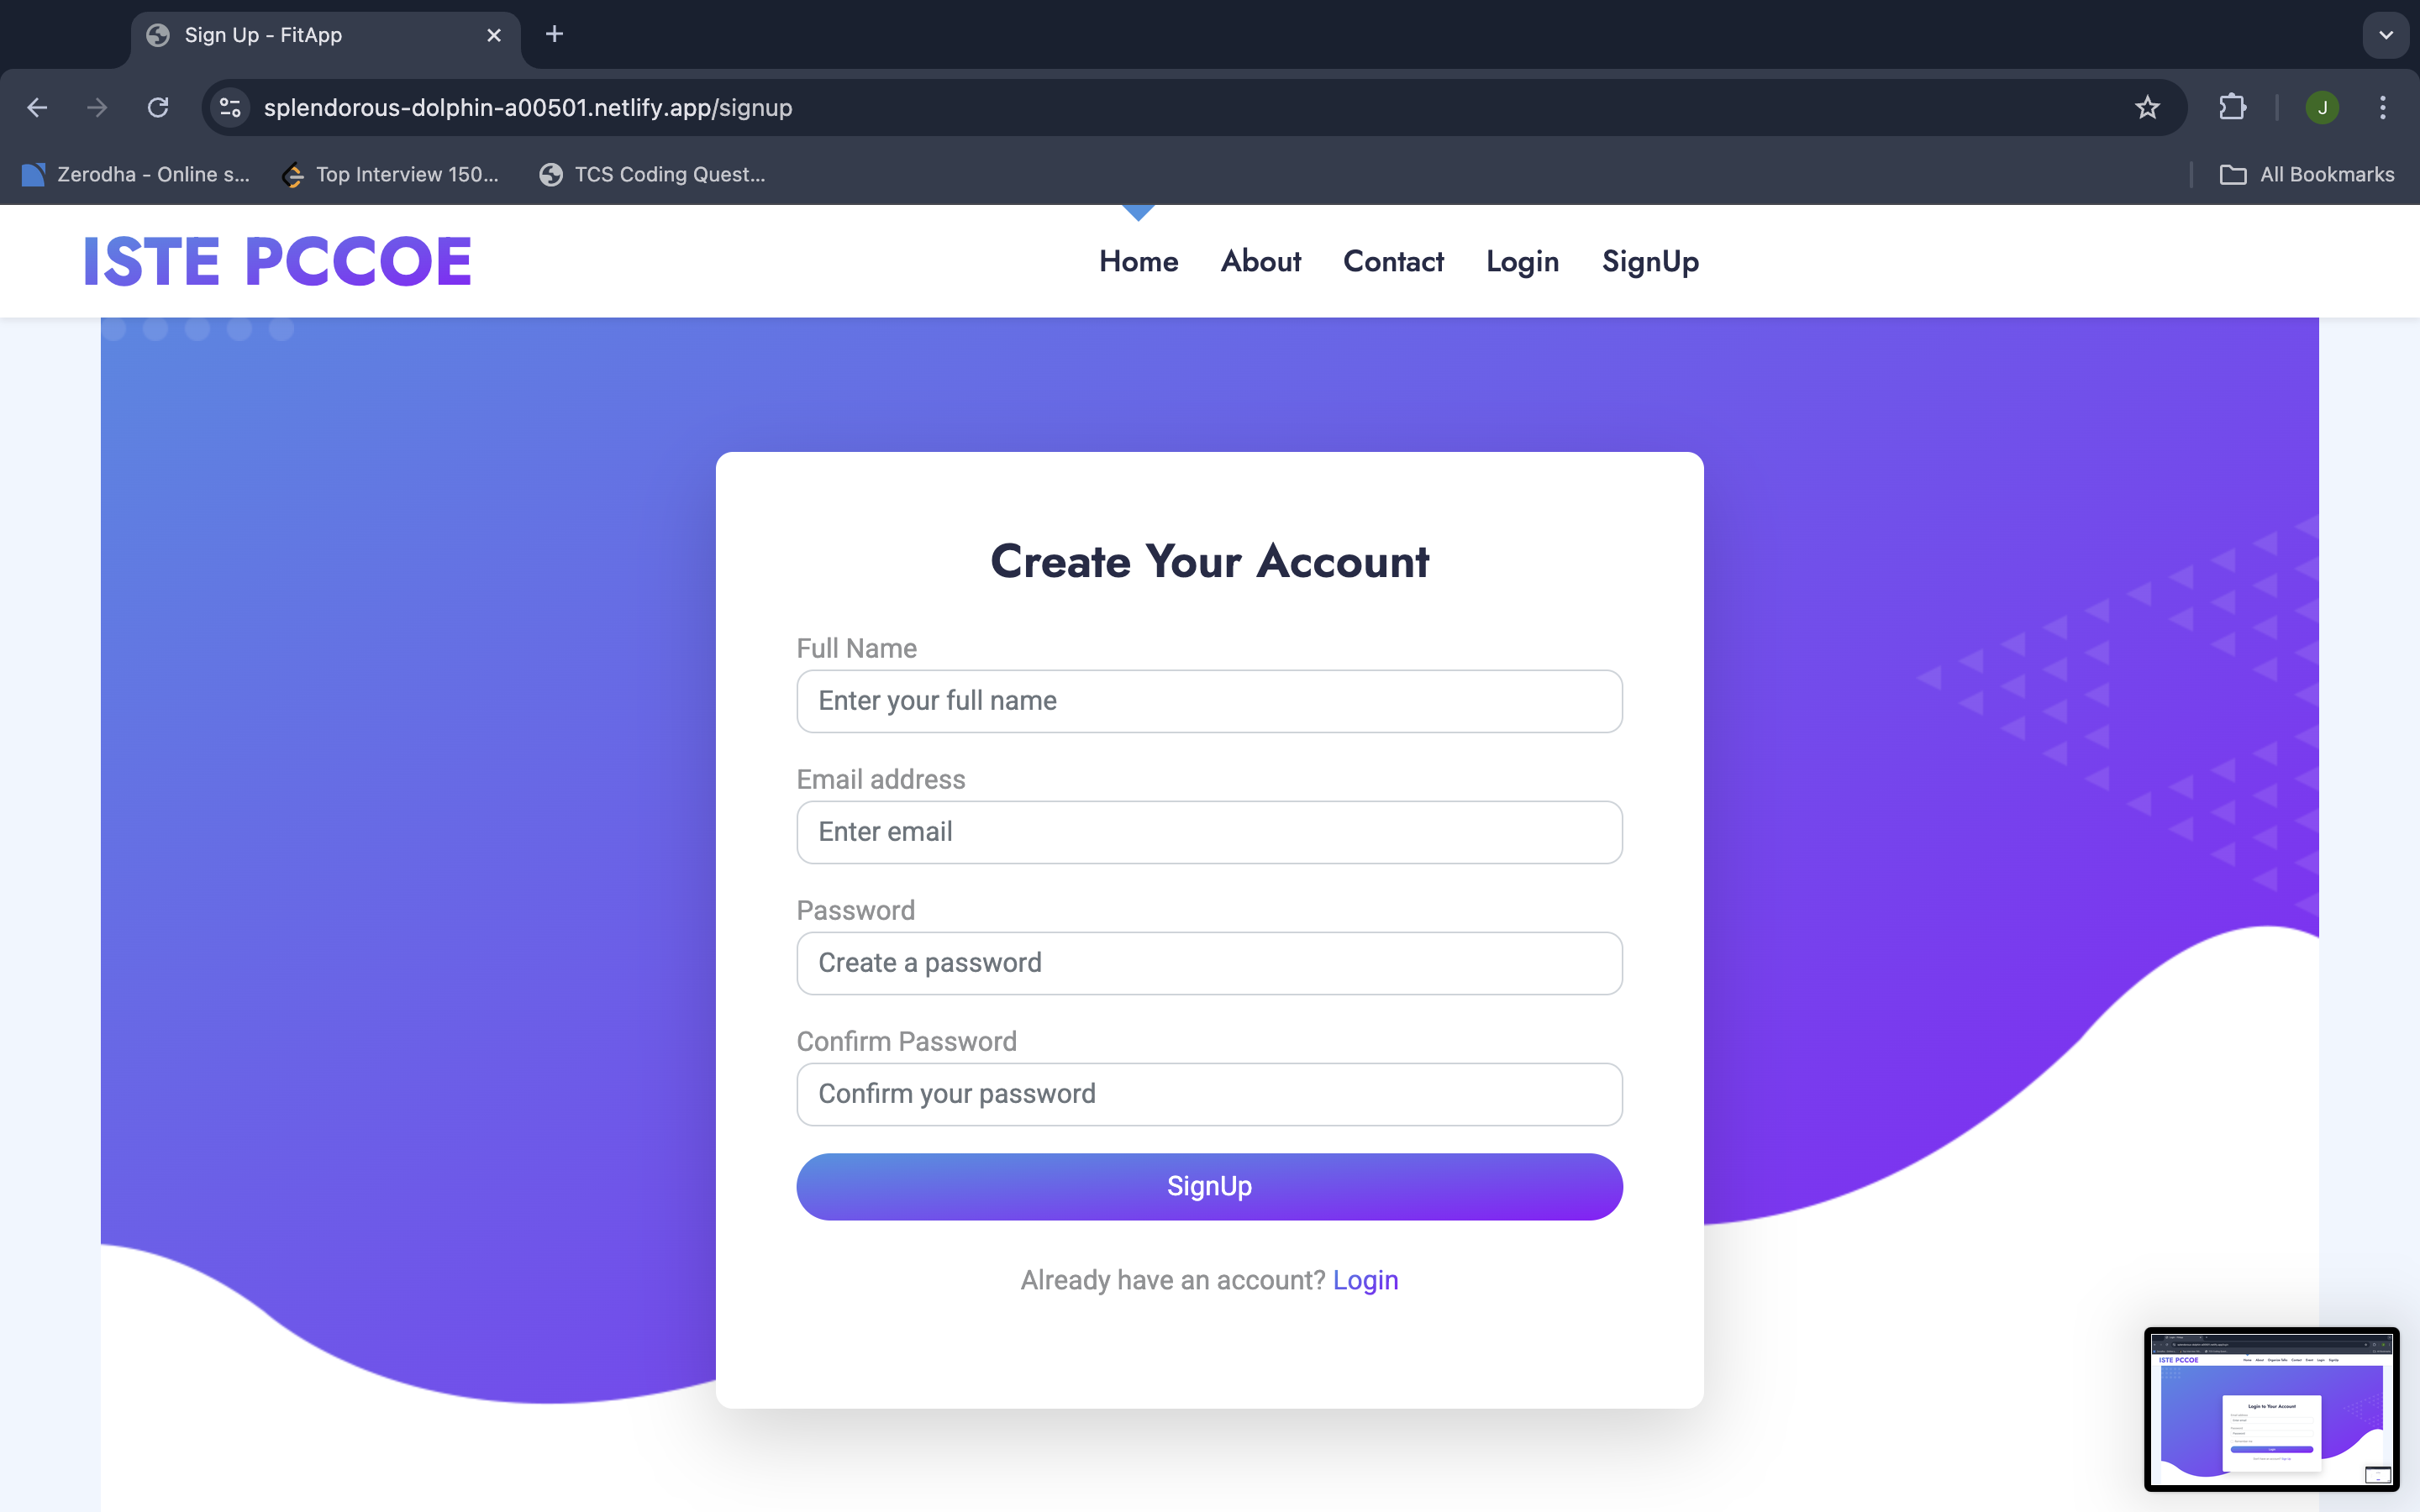 Sign Up - FitApp
splendorous-dolphin-a00501.netlify.app/signup
J
Zerodha - Online s...
Top Interview 150...
TCS Coding Quest...
All Bookmarks
ISTE PCCOE
Home
About
Contact
Login
SignUp
Create Your Account
Full Name
Enter your full name
Email address
Enter email
Password
Create a password
Confirm Password
Confirm your password
SignUp
Already have an account? Login
ISTE PCCOE
Login to Your Account